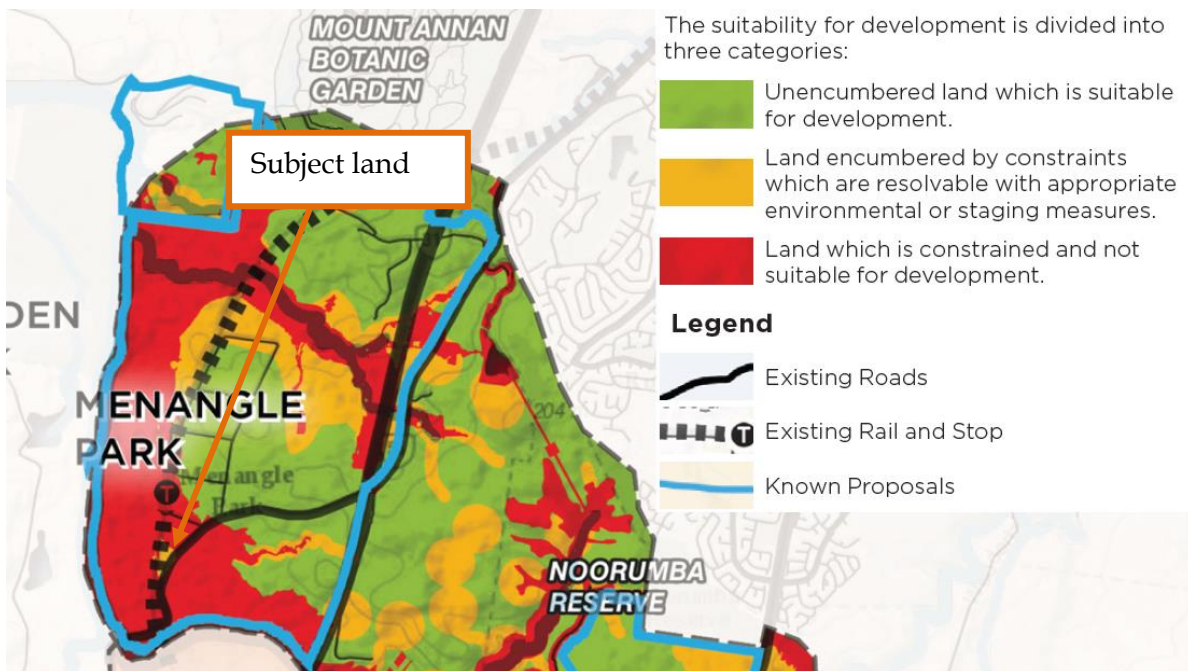 MOUNT ANNAN
BOTANIC
GARDEN
Subject land
DEN
MENANGLE
PARK
T
Menangle
Park
204
NOORUMBA
RESERVE
The suitability for development is divided into
three categories:
Unencumbered land which is suitable
for development.
Land encumbered by constraints
which are resolvable with appropriate
environmental or staging measures.
Land which is constrained and not
suitable for development.
Legend
Existing Roads
T Existing Rail and Stop
Known Proposals